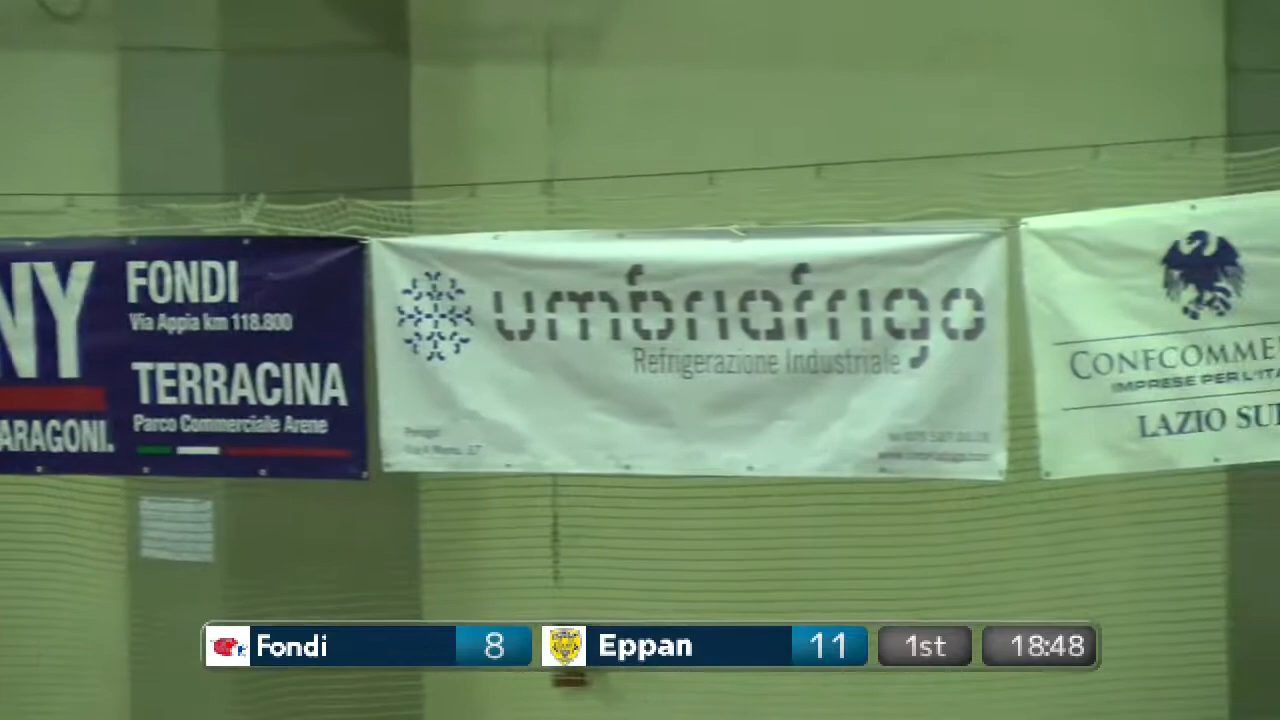 NY
FONDI
Via Appia km 118.800
TERRACINA
Parco Commerciale Arene
ARAGONI.
umbriafrigo
Refrigerazione Industriale
CONFCOMME
IMPRESE PER L'ITA
LAZIO SU
Fondi 8 Eppan 11 1st 18:48